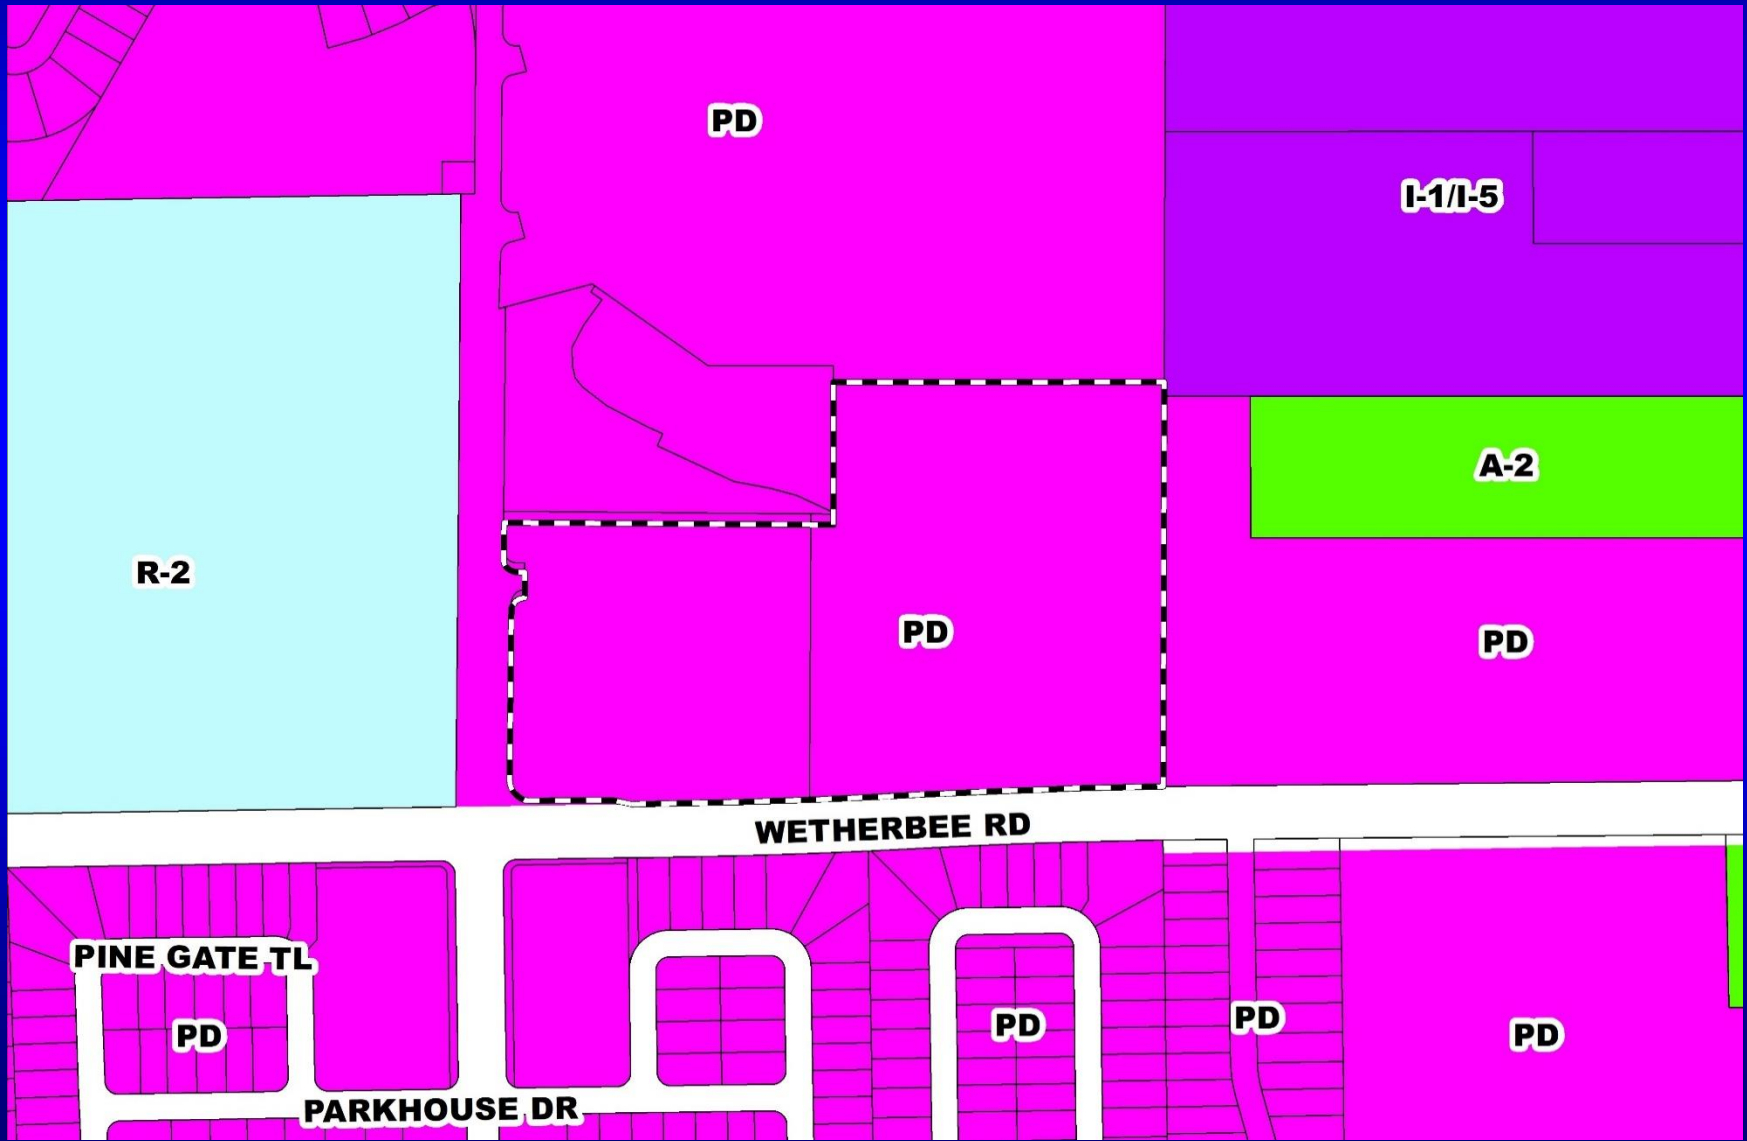 PD
I-1/I-5
A-2
R-2
PD
PD
WETHERBEE RD
PINE GATE TL
PD
PD
PD
PD
PARKHOUSE DR